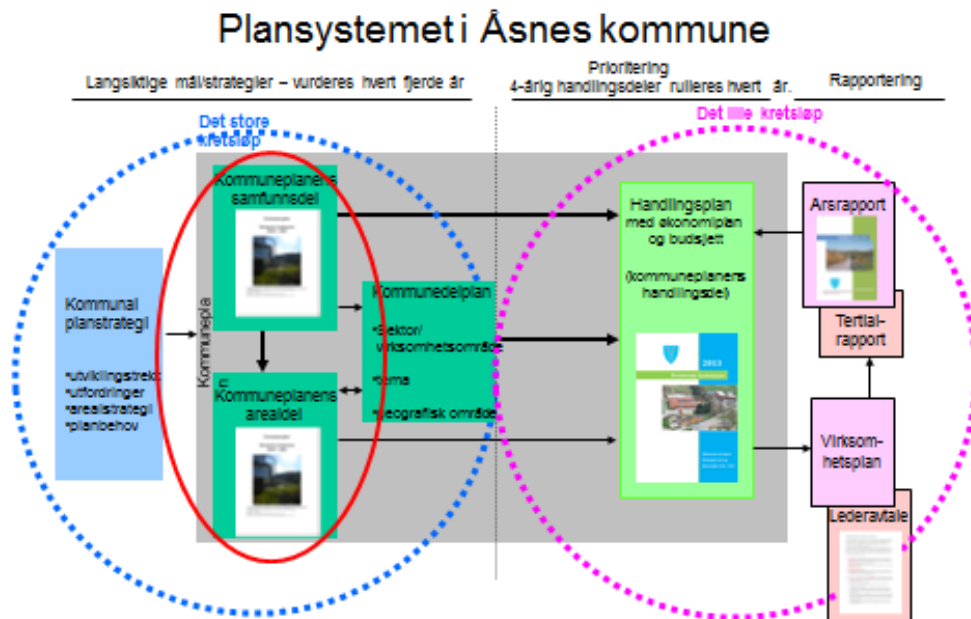 Plansystemet i Åsnes kommune
Langsiktige mål/strategier – vurderes hvert fjerde år
Prioritering
4-årig handlingsdeler rulleres hvert år.
Rapportering
Det store
kretsløp
Det lille kretsløp
Kommunal
planstrategi
•utviklingstrekk
•utfordringer
•arealstrategi
•planbehov
Kommunepla
n
Kommuneplanens
samfunnsdel
Kommuneplanens
arealdel
Kommunedelplan
•Sektor/
virksomhetsområde
•tema
•geografisk område
Handlingsplan
med økonomiplan
og budsjett
(kommuneplanens
handlingsdel)
2013
Årsrapport
Tertial-
rapport
Virksom-
hetsplan
Lederavtale